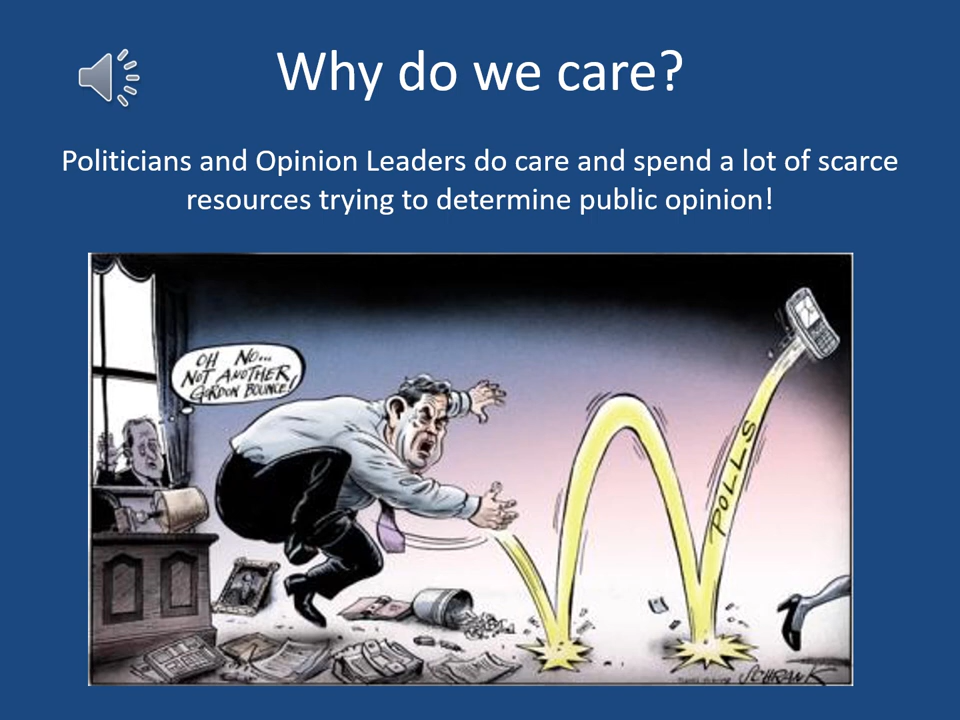 Why do we care?
Politicians and Opinion Leaders do care and spend a lot of scarce
resources trying to determine public opinion!
OH NO...
NOT ANOTHER
GORDON BOUNCE!
POLLS
SCHRANK